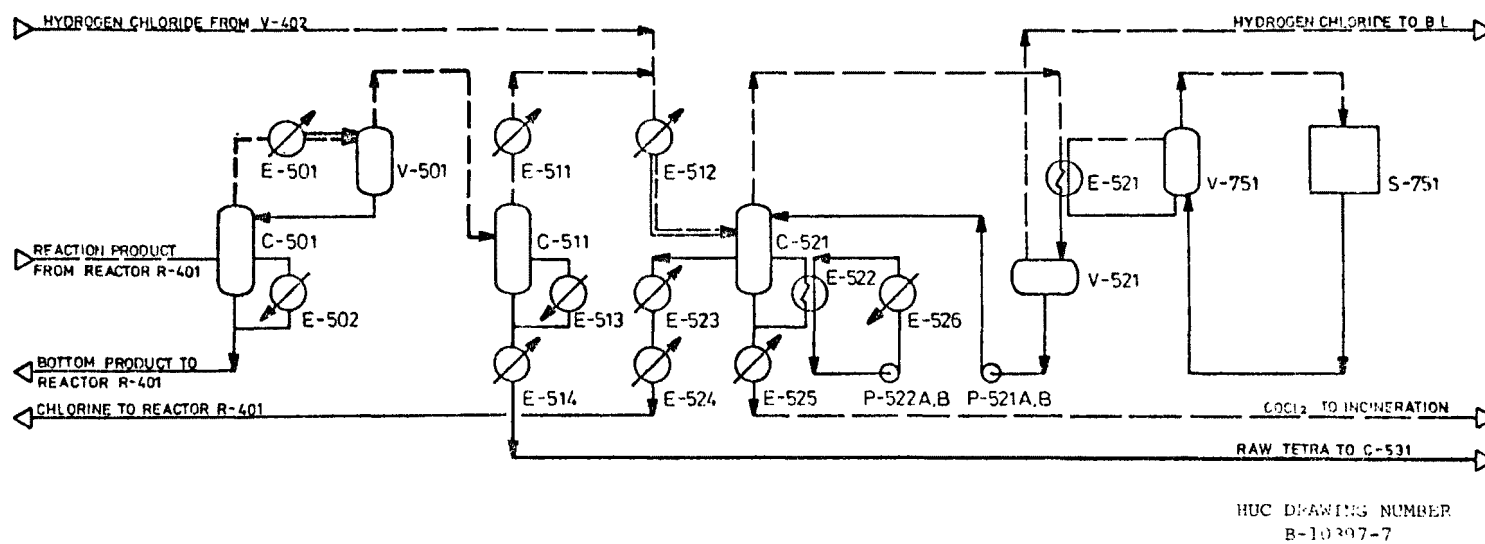 HYDROGEN CHLORIDE FROM V-402
HYDROGEN CHLORIDE TO B.L
E-501
V-501
E-511
E-512
E-521
V-751
S-751
C-501
C-511
C-521
REACTION PRODUCT
FROM REACTOR R-401
E-522
V-521
E-502
E-513
E-523
E-526
BOTTOM PRODUCT TO
REACTOR R-401
E-514
E-524
E-525
P-522A,B
P-521A,B
CHLORINE TO REACTOR R-401
COCl2 TO INCINERATION
RAW TETRA TO C-531
HUC DRAWING NUMBER
B-10397-7